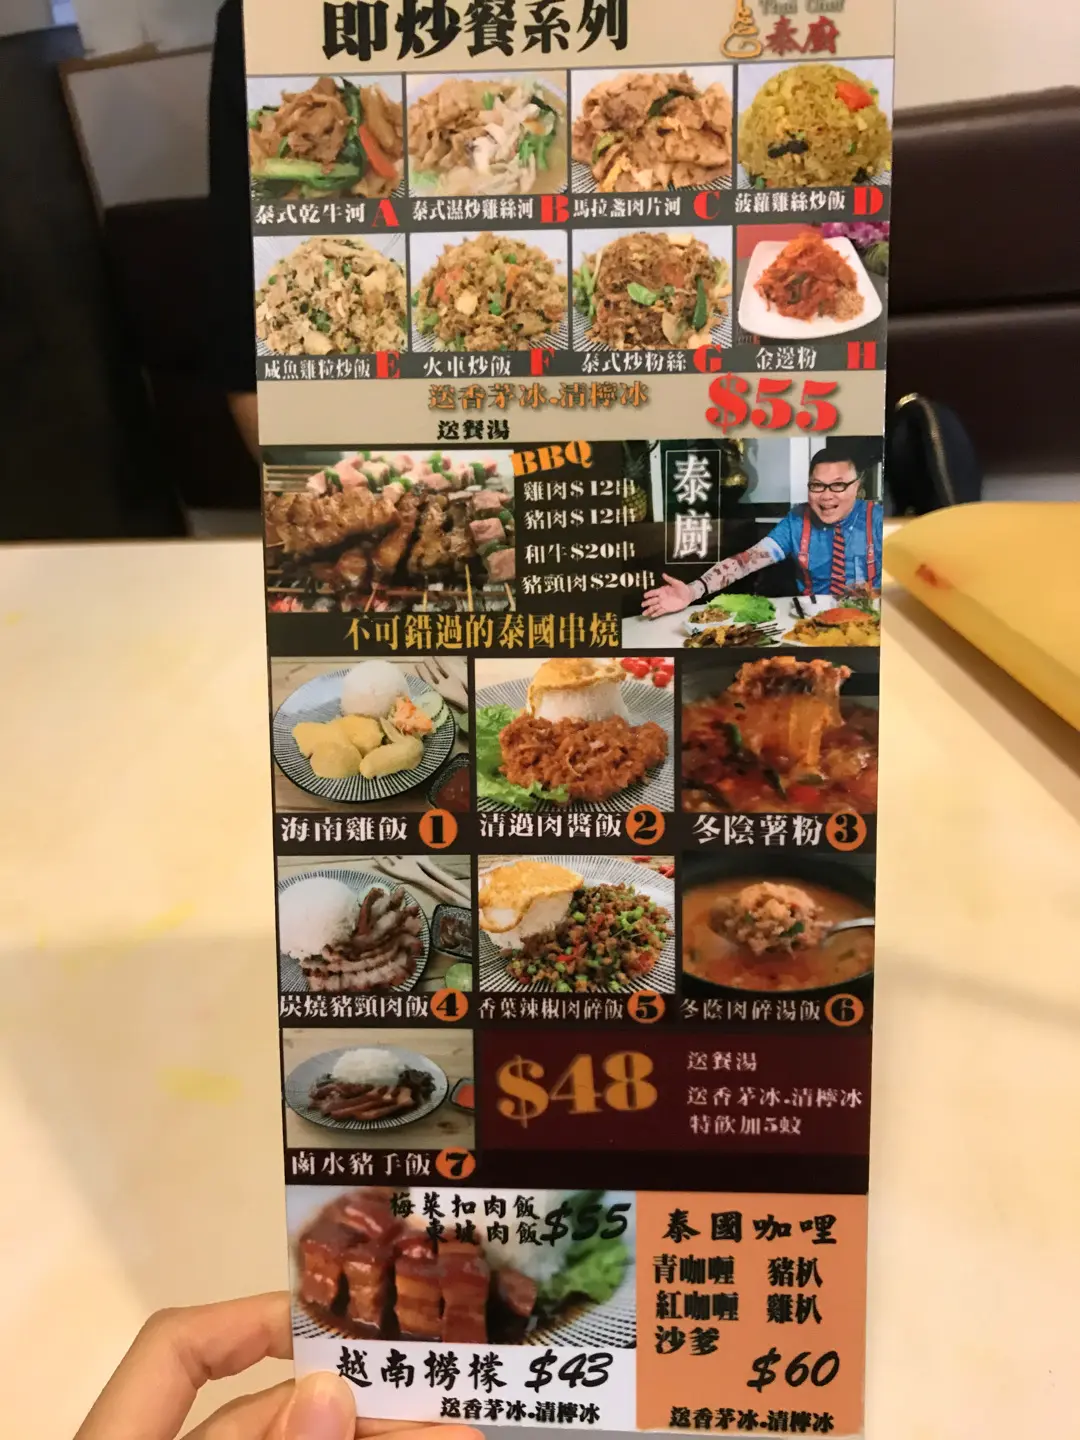 即炒餐系列
Thai Chef
泰廚
泰式乾牛河 A
泰式濕炒雞絲河 B
馬拉盞肉片河 C
菠蘿雞絲炒飯 D
咸魚雞粒炒飯 E
火車炒飯 F
泰式炒粉絲 G
金邊粉 H
送香茅冰.清檸冰
送餐湯
$55
BBQ
雞肉$12串
豬肉$12串
和牛$20串
豬頸肉$20串
泰廚
不可錯過的泰國串燒
海南雞飯 1
清邁肉醬飯 2
冬陰薯粉 3
炭燒豬頸肉飯 4
香葉辣椒肉碎飯 5
冬蔭肉碎湯飯 6
鹵水豬手飯 7
$48
送餐湯
送香茅冰.清檸冰
特飲加5蚊
梅菜扣肉飯
東坡肉飯 $55
越南撈檬 $43
送香茅冰.清檸冰
泰國咖哩
青咖喱 豬扒
紅咖喱 雞扒
沙爹
$60
送香茅冰.清檸冰